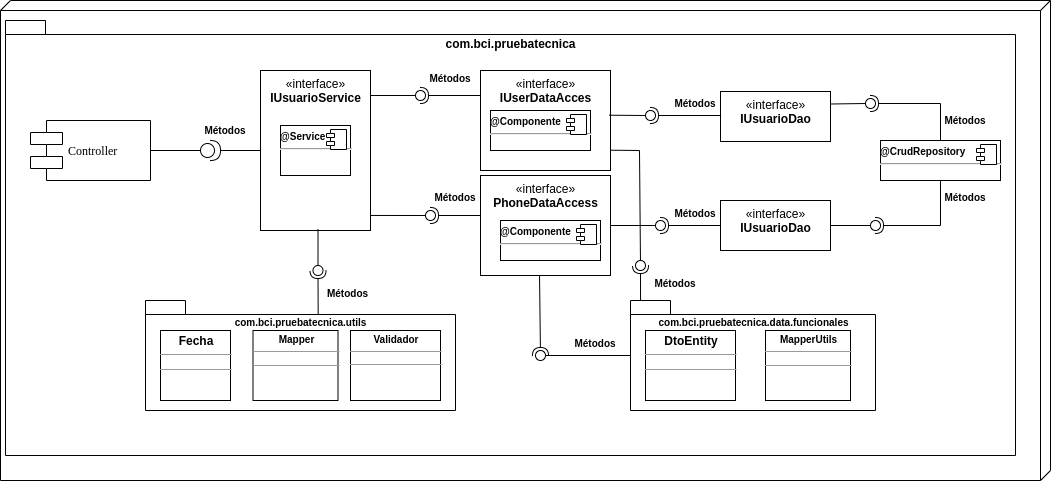 com.bci.pruebatecnica
Controller
Métodos
«interface»
IUsuarioService
@Service
Métodos
«interface»
IUserDataAcces
@Componente
Métodos
«interface»
IUsuarioDao
Métodos
@CrudRepository
Métodos
Métodos
«interface»
PhoneDataAccess
@Componente
Métodos
«interface»
IUsuarioDao
Métodos
com.bci.pruebatecnica.utils
Fecha
Mapper
Validador
Métodos
Métodos
com.bci.pruebatecnica.data.funcionales
DtoEntity
MapperUtils